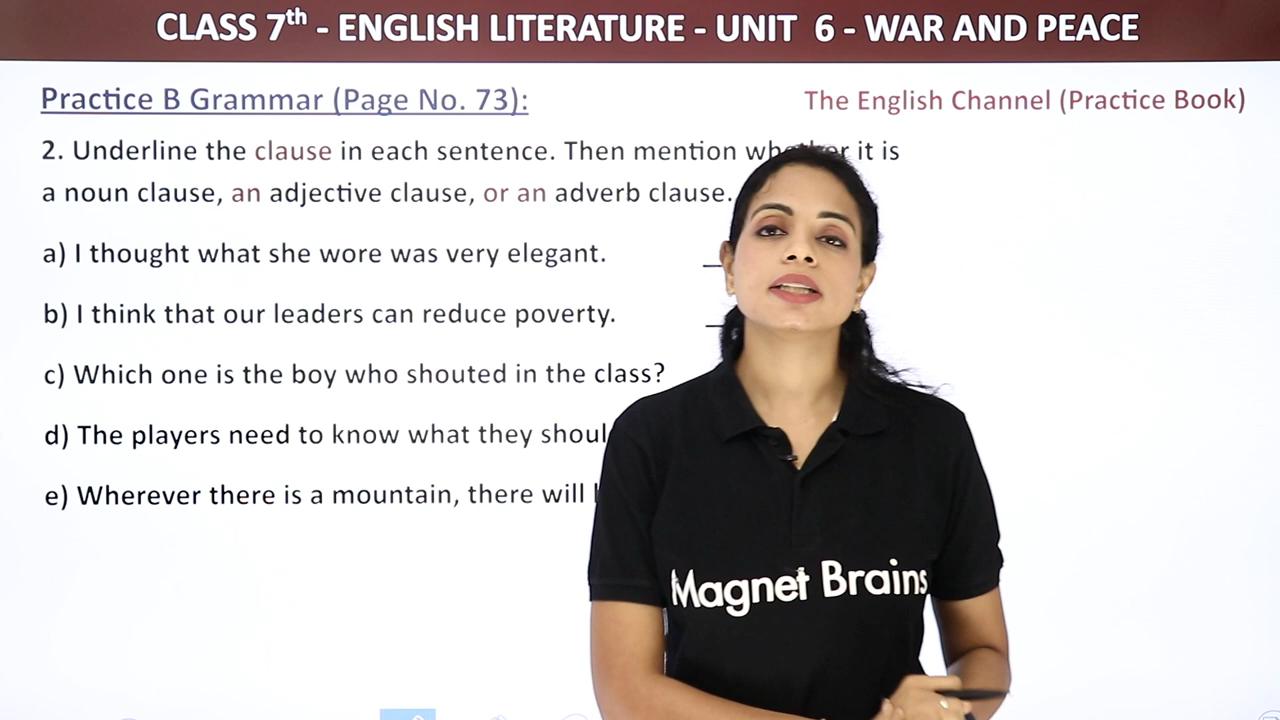 CLASS 7th - ENGLISH LITERATURE - UNIT 6 - WAR AND PEACE
Practice B Grammar (Page No. 73):
The English Channel (Practice Book)
2. Underline the clause in each sentence. Then mention whether it is
a noun clause, an adjective clause, or an adverb clause.
a) I thought what she wore was very elegant.
b) I think that our leaders can reduce poverty.
c) Which one is the boy who shouted in the class?
d) The players need to know what they
e) Wherever there is a mountain, there will
Magnet Brains